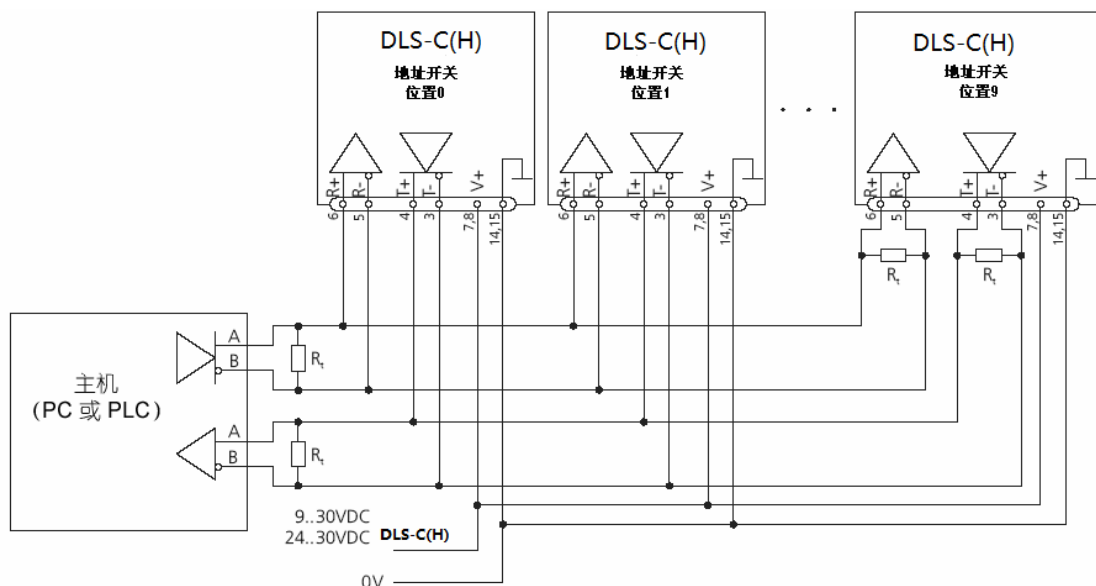 DLS-C(H)
地址开关
位置0
R+
R-
T+
T-
V+
6
5
4
3
7,8
14,15
DLS-C(H)
地址开关
位置1
R+
R-
T+
T-
V+
6
5
4
3
7,8
14,15
. . .
DLS-C(H)
地址开关
位置9
R+
R-
T+
T-
V+
6
5
4
3
7,8
14,15
Rt
Rt
主机
(PC 或 PLC)
A
B
Rt
A
B
Rt
9..30VDC
24..30VDC DLS-C(H)
0V